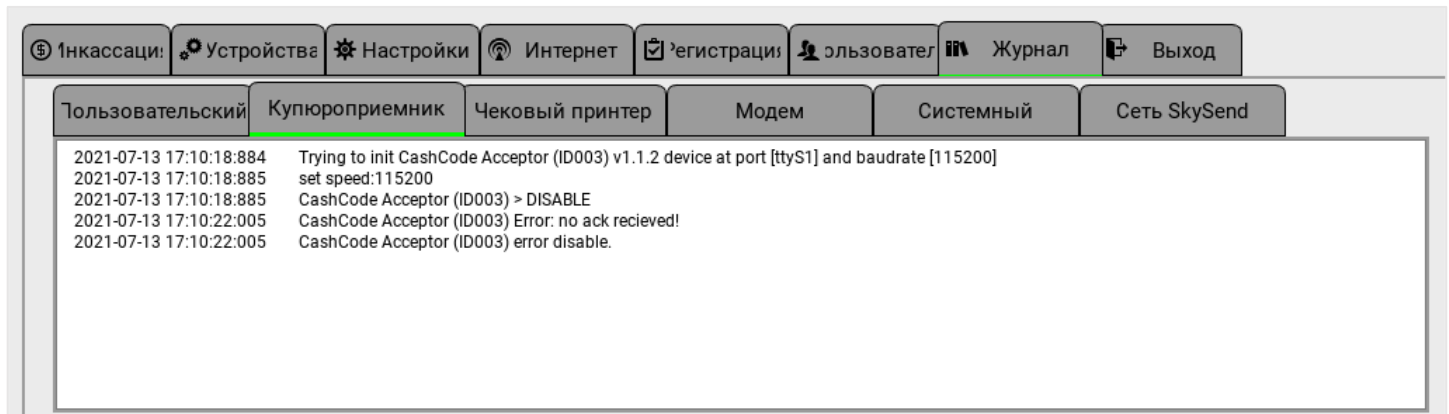 Инкассация Устройства Настройки Интернет Регистрация ользовател Журнал Выход
Пользовательский Купюроприемник Чековый принтер Модем Системный Сеть SkySend
2021-07-13 17:10:18:884 Trying to init CashCode Acceptor (ID003) v1.1.2 device at port [ttyS1] and baudrate [115200]
2021-07-13 17:10:18:885 set speed:115200
2021-07-13 17:10:18:885 CashCode Acceptor (ID003) > DISABLE
2021-07-13 17:10:22:005 CashCode Acceptor (ID003) Error: no ack recieved!
2021-07-13 17:10:22:005 CashCode Acceptor (ID003) error disable.